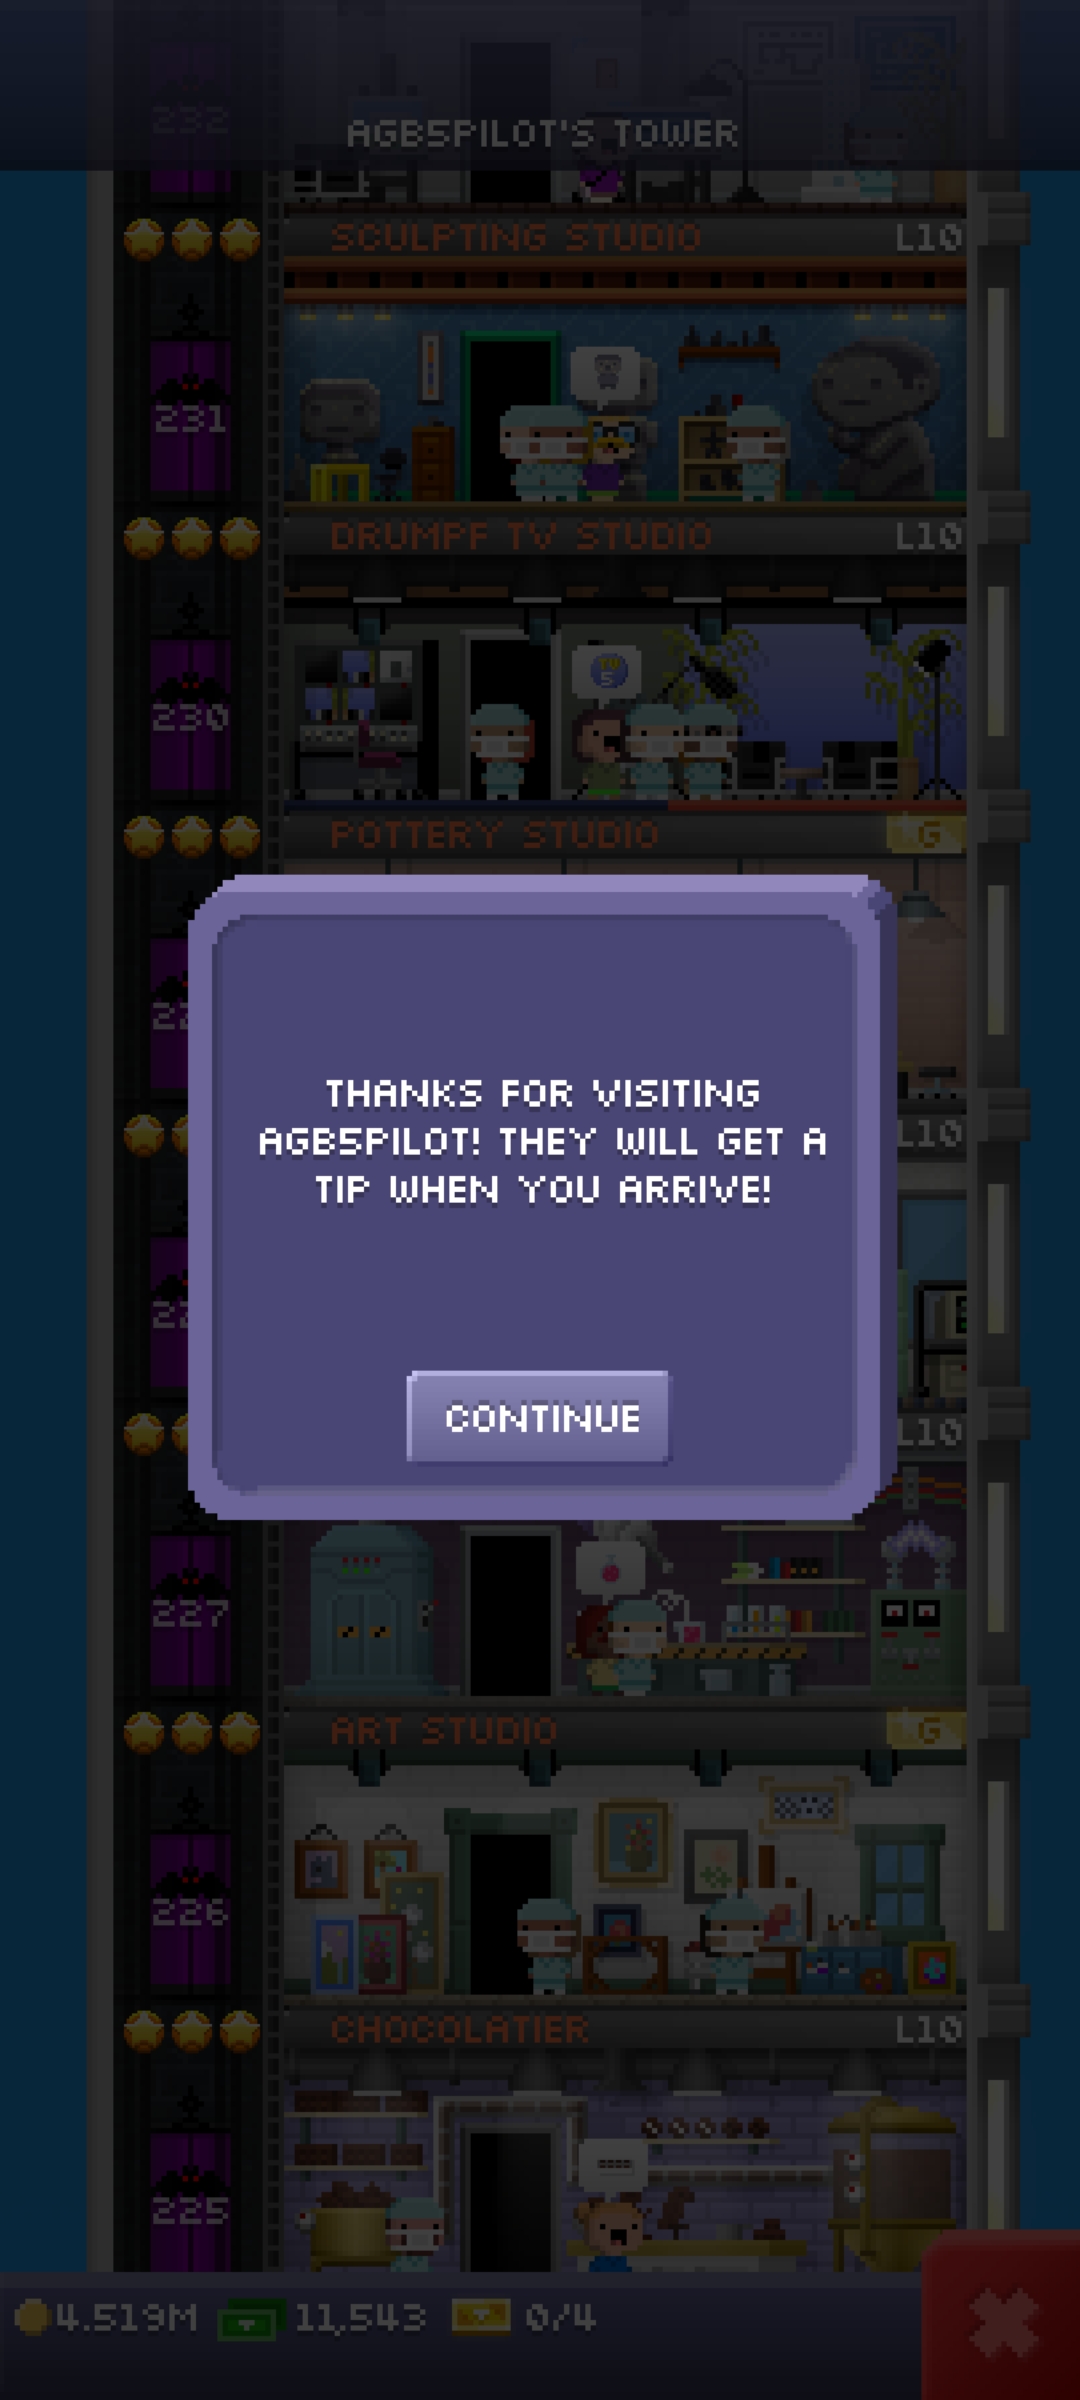 232
AGB5PILOT'S TOWER
SCULPTING STUDIO L10
231
DRUMPF TV STUDIO L10
TV
5
230
POTTERY STUDIO G
L10
THANKS FOR VISITING
AGB5PILOT! THEY WILL GET A
TIP WHEN YOU ARRIVE!
CONTINUE
L10
227
ART STUDIO G
226
CHOCOLATIER L10
225
4.519M 11,543 0/4